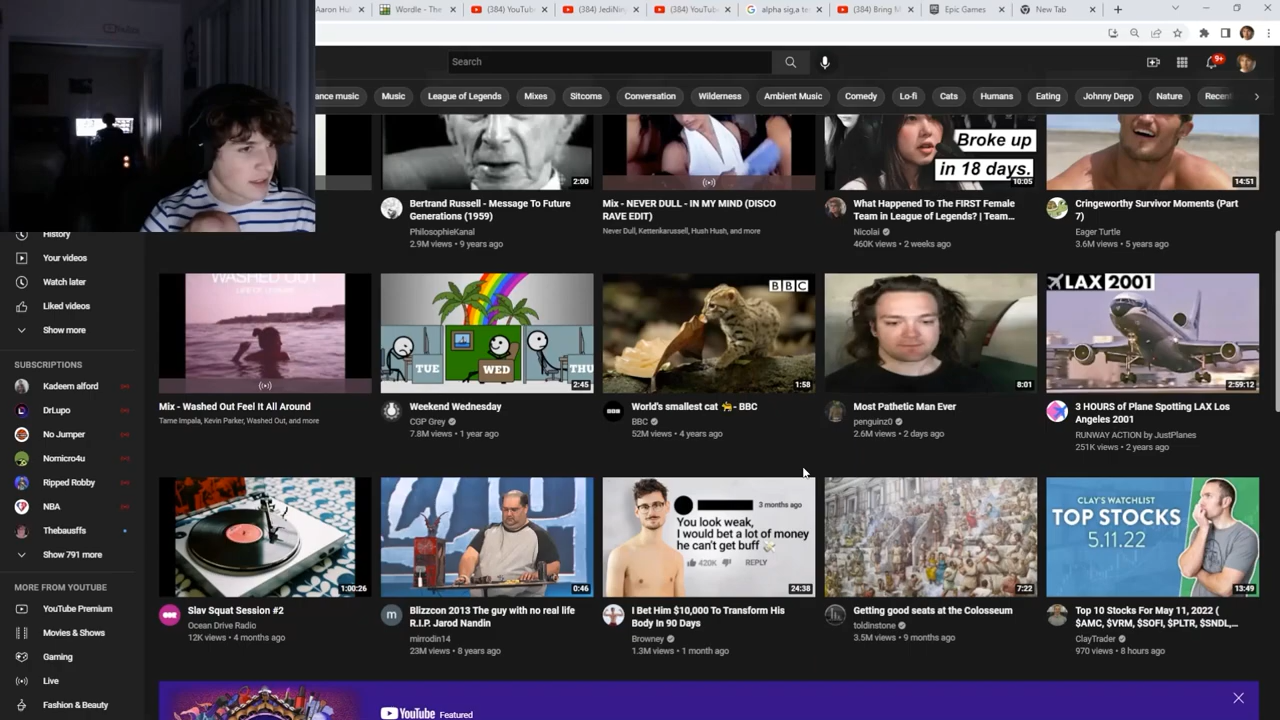 Aaron Hu
Wordle - The
(384) YouTub
(384) JediNin
(384) YouTub
alpha sig,a te
(384) Bring M
Epic Games
New Tab
Search
9+
ance music
Music
League of Legends
Mixes
Sitcoms
Conversation
Wilderness
Ambient Music
Comedy
Lo-fi
Cats
Humans
Eating
Johnny Depp
Nature
Recen
2:00
Broke up
in 18 days.
10:05
14:51
Bertrand Russell - Message To Future
Generations (1959)
PhilosophieKanal
2.9M views • 9 years ago
Mix - NEVER DULL - IN MY MIND (DISCO
RAVE EDIT)
Never Dull, Kettenkarussell, Hush Hush, and more
What Happened To The FIRST Female
Team in League of Legends? | Team...
Nicolai
460K views • 2 weeks ago
Cringeworthy Survivor Moments (Part
7)
Eager Turtle
3.6M views • 5 years ago
History
Your videos
Watch later
Liked videos
Show more
SUBSCRIPTIONS
Kadeem alford
DrLupo
No Jumper
Nornicro4u
Ripped Robby
NBA
Thebausffs
Show 791 more
MORE FROM YOUTUBE
YouTube Premium
Movies & Shows
Gaming
Live
Fashion & Beauty
WASHED OUT
Mix - Washed Out Feel It All Around
Tame Impala, Kevin Parker, Washed Out, and more
TUE
WED
THU
2:45
Weekend Wednesday
CGP Grey
7.8M views • 1 year ago
BBC
1:58
World's smallest cat 🐆- BBC
BBC
52M views • 4 years ago
8:01
Most Pathetic Man Ever
penguinz0
2.6M views • 2 days ago
LAX 2001
2:59:12
3 HOURS of Plane Spotting LAX Los
Angeles 2001
RUNWAY ACTION by JustPlanes
251K views • 2 years ago
1:00:26
Slav Squat Session #2
Ocean Drive Radio
12K views • 4 months ago
0:46
Blizzcon 2013 The guy with no real life
R.I.P. Jarod Nandin
mirrodin14
23M views • 8 years ago
3 months ago
You look weak,
I would bet a lot of money
he can't get buff 💸
420K
REPLY
24:38
I Bet Him $10,000 To Transform His
Body In 90 Days
Browney
1.3M views • 1 month ago
7:22
Getting good seats at the Colosseum
toldinstone
3.5M views • 9 months ago
CLAY'S WATCHLIST
TOP STOCKS
5.11.22
13:49
Top 10 Stocks For May 11, 2022 (
$AMC, $VRM, $SOFI, $PLTR, $SNDL,...
ClayTrader
970 views • 8 hours ago
YouTube Featured